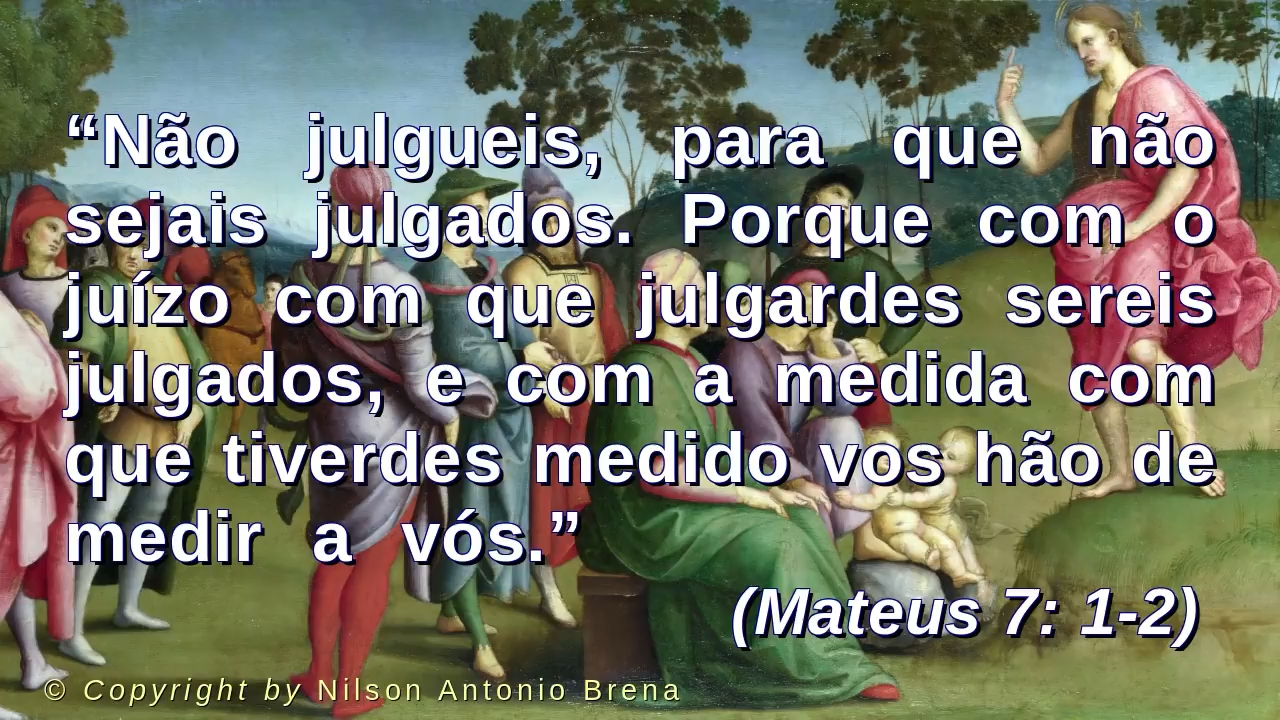 “Não julgueis, para que não
sejais julgados. Porque com o
juízo com que julgardes sereis
julgados, e com a medida com
que tiverdes medido vos hão de
medir a vós.”
(Mateus 7: 1-2)
© Copyright by Nilson Antonio Brena